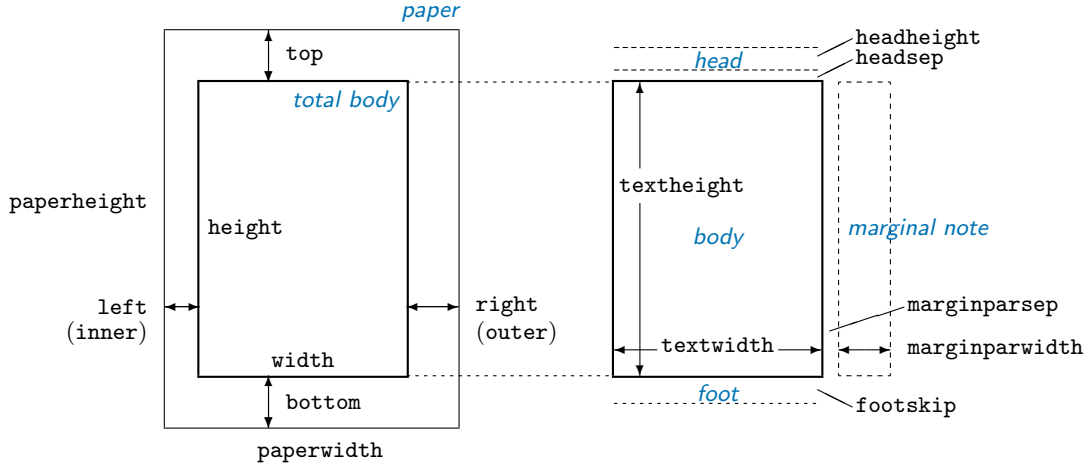 paper
top
total body
paperheight
height
left
(inner)
right
(outer)
width
bottom
paperwidth
headheight
head
headsep
textheight
body
marginal note
marginparsep
textwidth
marginparwidth
foot
footskip